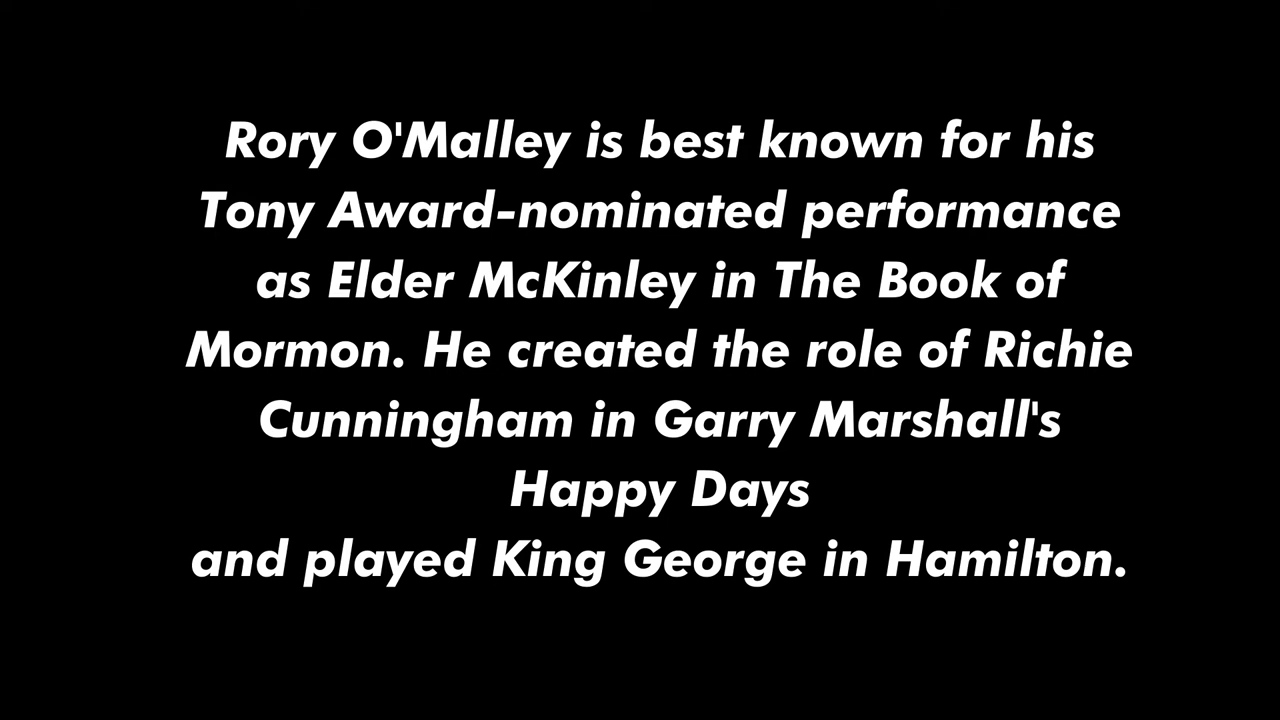 Rory O'Malley is best known for his
Tony Award-nominated performance
as Elder McKinley in The Book of
Mormon. He created the role of Richie
Cunningham in Garry Marshall's
Happy Days
and played King George in Hamilton.